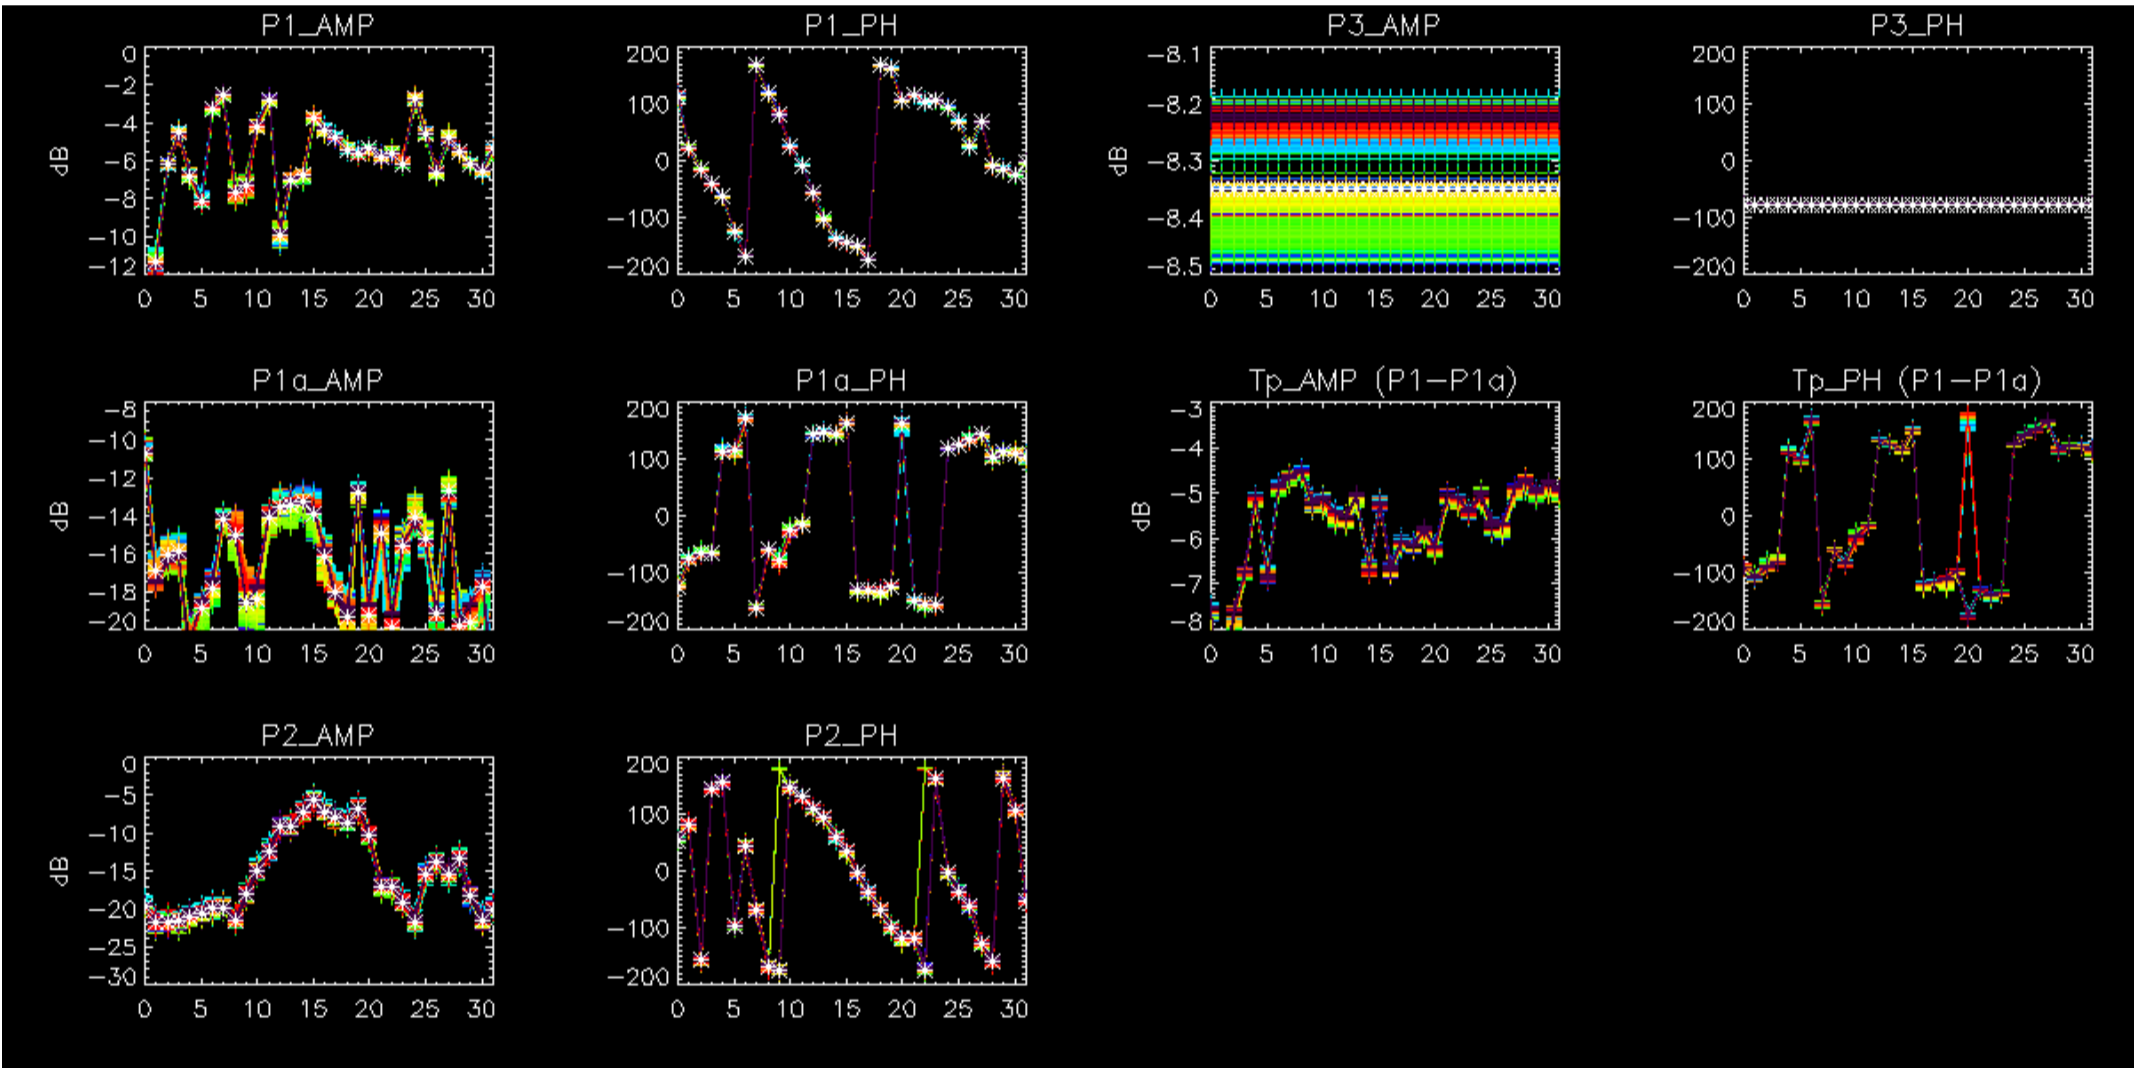 P1_AMP
P1_PH
P3_AMP
P3_PH
0
-2
-4
-6
-8
-10
-12
dB
0 5 10 15 20 25 30
200
100
0
-100
-200
0 5 10 15 20 25 30
-8.1
-8.2
-8.3
-8.4
-8.5
dB
0 5 10 15 20 25 30
200
100
0
-100
-200
0 5 10 15 20 25 30
P1a_AMP
P1a_PH
Tp_AMP (P1-P1a)
Tp_PH (P1-P1a)
-8
-10
-12
-14
-16
-18
-20
dB
0 5 10 15 20 25 30
200
100
0
-100
-200
0 5 10 15 20 25 30
-3
-4
-5
-6
-7
-8
dB
0 5 10 15 20 25 30
200
100
0
-100
-200
0 5 10 15 20 25 30
P2_AMP
P2_PH
0
-5
-10
-15
-20
-25
-30
dB
0 5 10 15 20 25 30
200
100
0
-100
-200
0 5 10 15 20 25 30